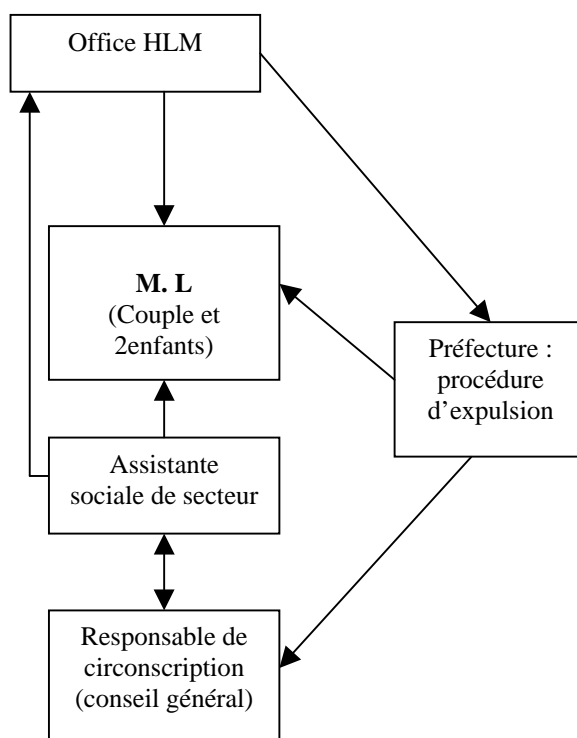 Office HLM
M. L
(Couple et
2enfants)
Préfecture :
procédure
d’expulsion
Assistante
sociale de secteur
Responsable de
circonscription
(conseil général)